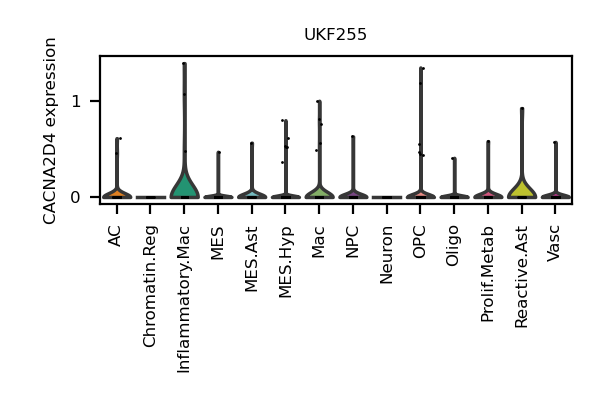 UKF255
CACNA2D4 expression
1
0
AC
Chromatin.Reg
Inflammatory.Mac
MES
MES.Ast
MES.Hyp
Mac
NPC
Neuron
OPC
Oligo
Prolif.Metab
Reactive.Ast
Vasc